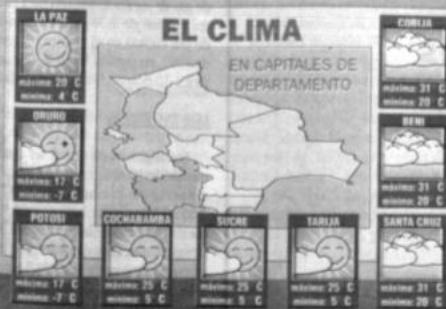 EL CLIMA
EN CAPITALES DE
DEPARTAMENTO
LA PAZ
máxima: 20 C
mínima: 4 C
ORURO
máxima: 17 C
mínima: -7 C
POTOSI
máxima: 17 C
mínima: -7 C
COCHABAMBA
máxima: 25 C
mínima: 5 C
SUCRE
máxima: 25 C
mínima: 5 C
TARIJA
máxima: 25 C
mínima: 5 C
COBIJA
máxima: 31 C
mínima: 20 C
BENI
máxima: 31 C
mínima: 20 C
SANTA CRUZ
máxima: 31 C
mínima: 20 C